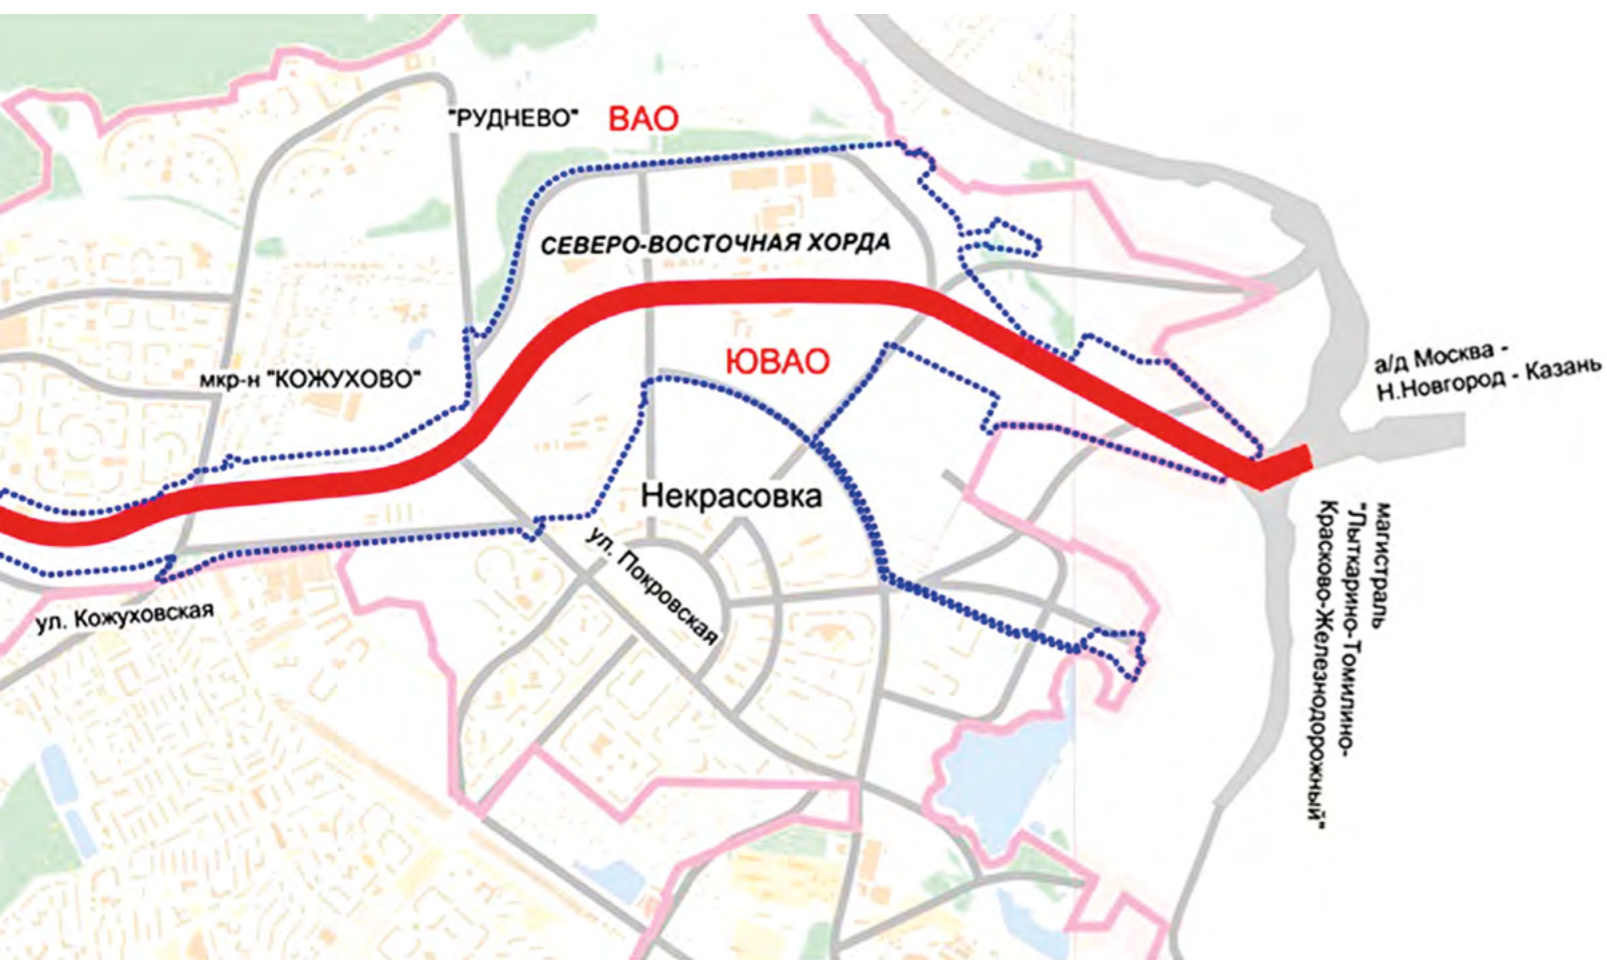 "РУДНЕВО"
ВАО
СЕВЕРО-ВОСТОЧНАЯ ХОРДА
а/д Москва -
Н.Новгород - Казань
ЮВАО
мкр-н "КОЖУХОВО"
Некрасовка
ул. Покровская
ул. Кожуховская
магистраль
"Лыткарино-Томилино-
Красково-Железнодорожный"